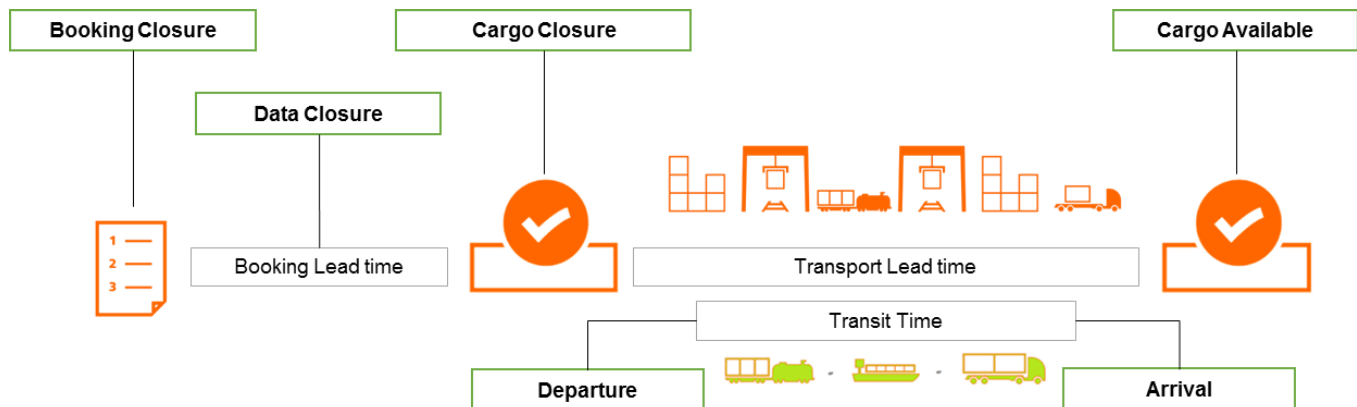 Booking Closure
Cargo Closure
Cargo Available
Data Closure
1
2
3
Booking Lead time
Transport Lead time
Transit Time
Departure
Arrival